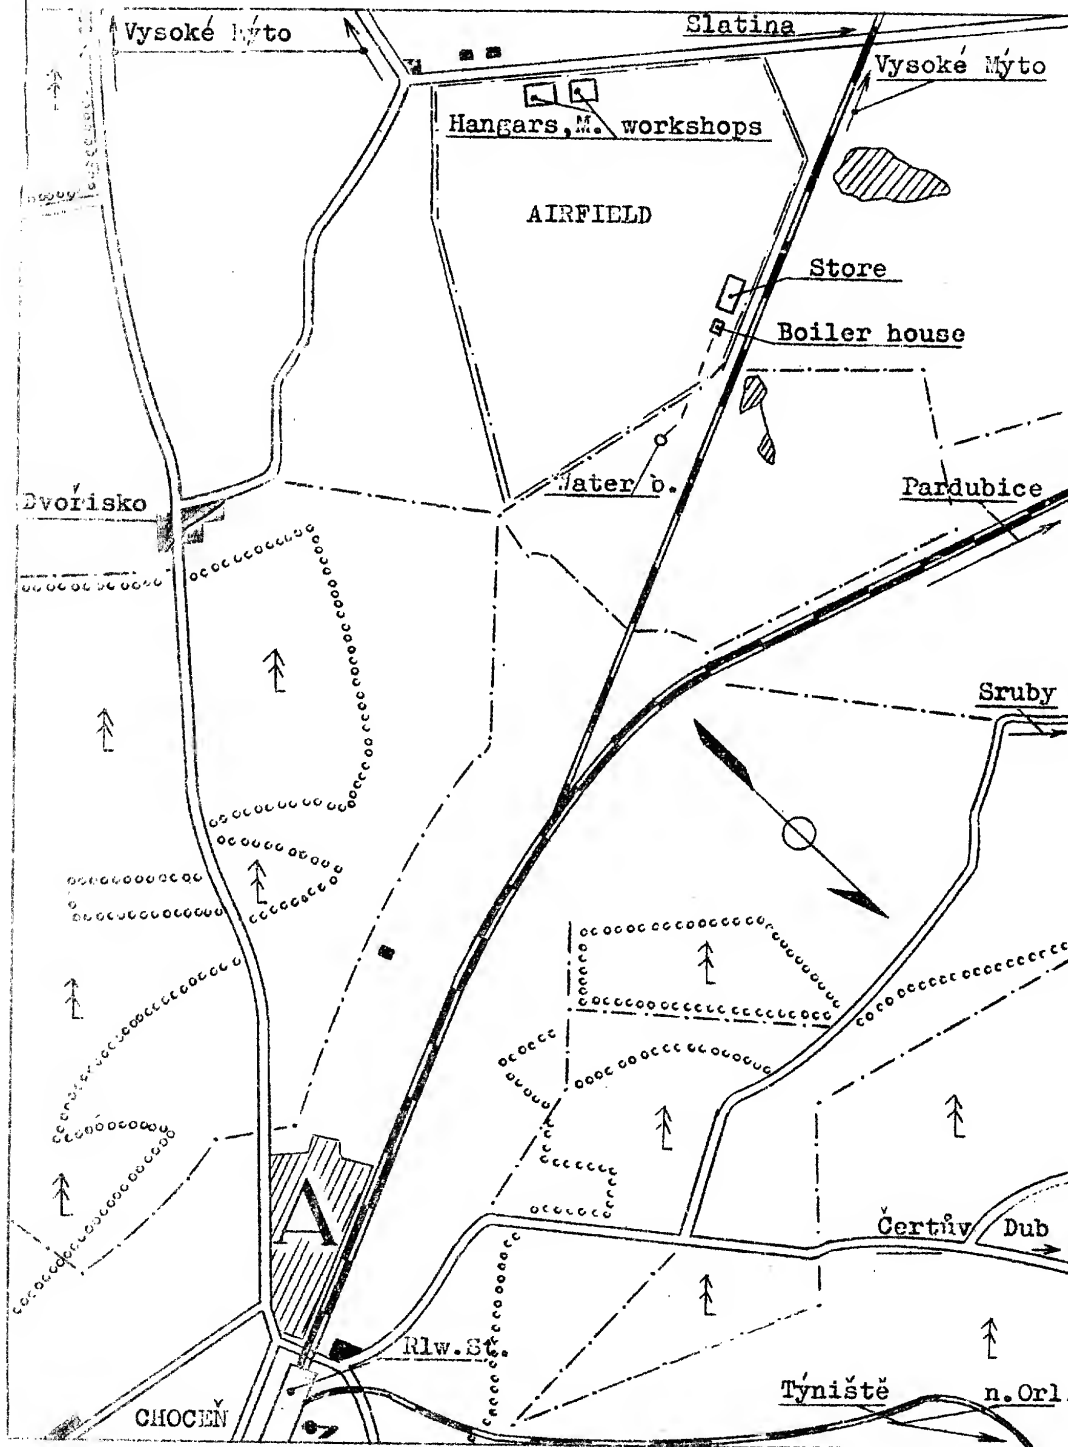 Vysoké Mýto
Slatina
Vysoké Mýto
Hangars, M. workshops
AIRFIELD
Store
Boiler house
Water b.
Dvořisko
Pardubice
Sruby
A
Čertův Dub
Rlw.St.
Týniště n.Orl.
CHOCEŇ